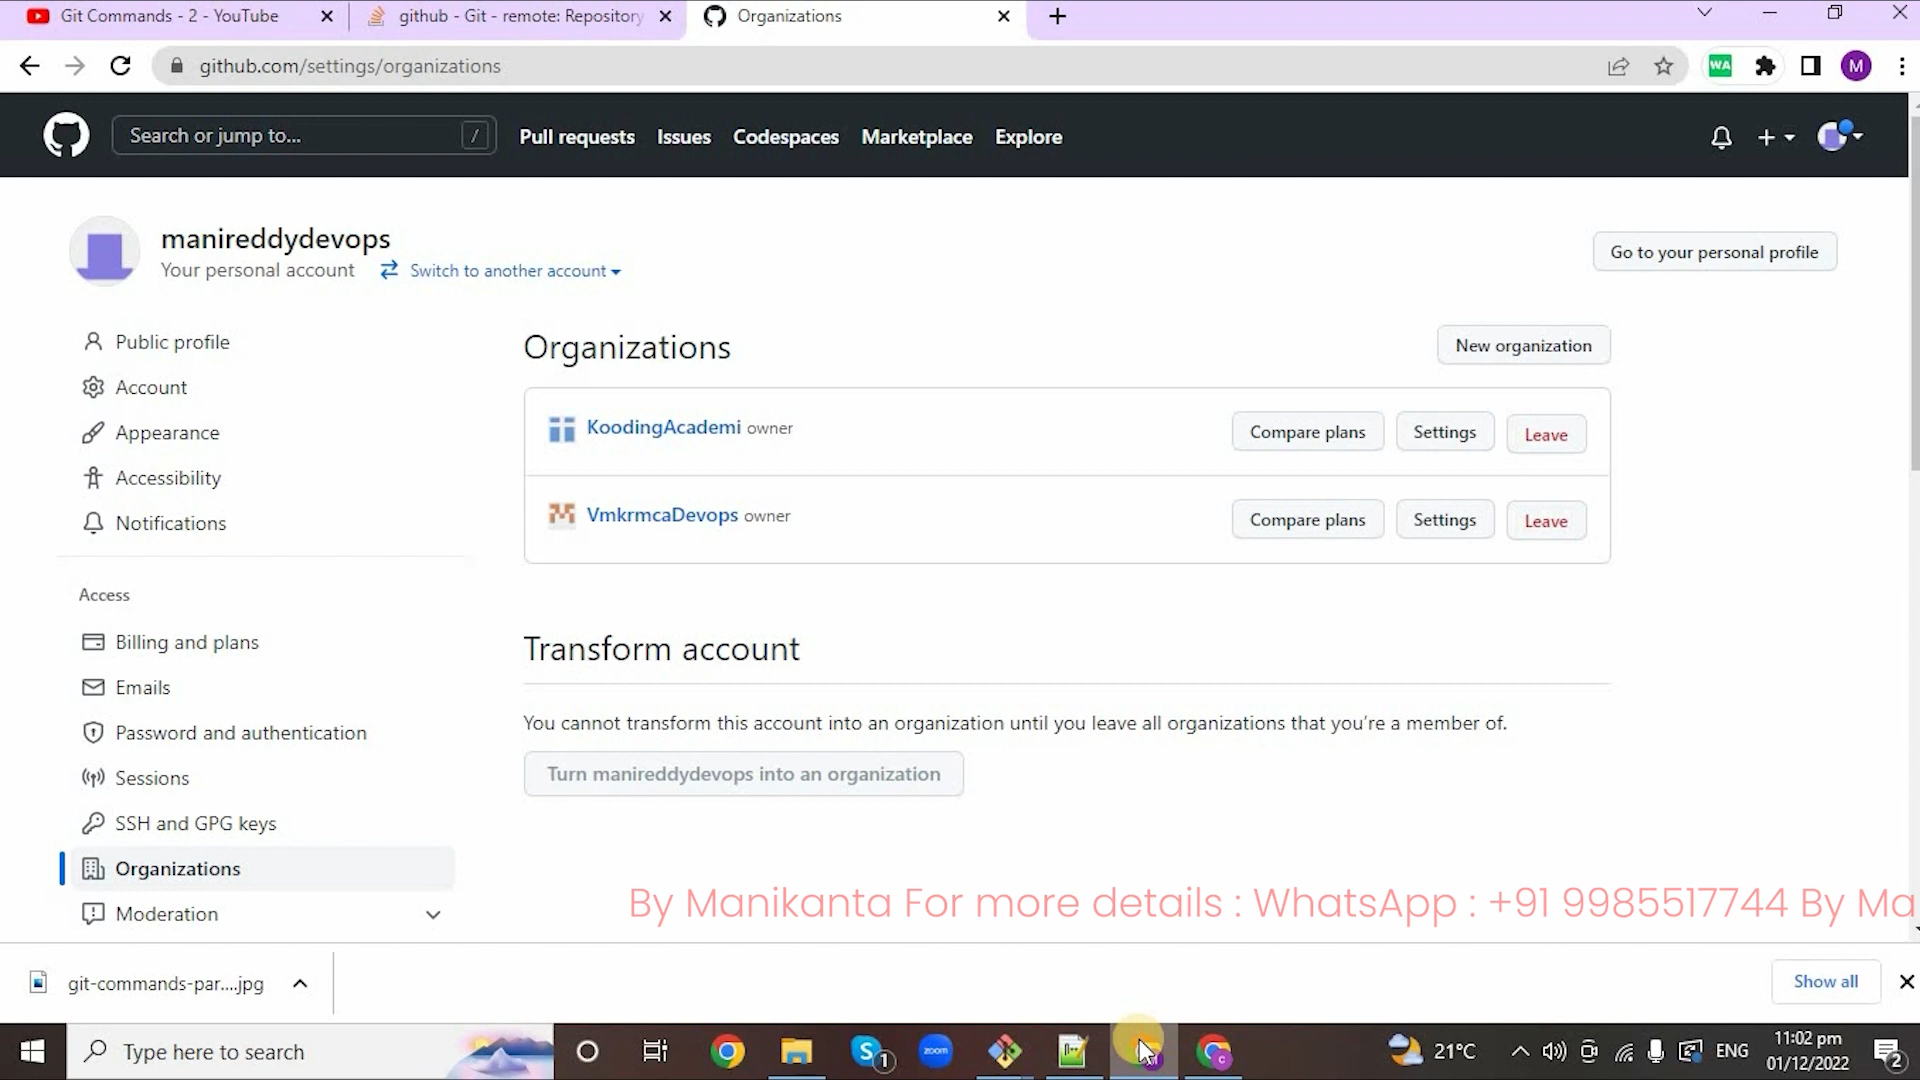 Git Commands - 2 - YouTube
github - Git - remote: Repository
Organizations
github.com/settings/organizations
WA
M
Search or jump to...
/
Pull requests
Issues
Codespaces
Marketplace
Explore
manireddydevops
Your personal account
Switch to another account
Go to your personal profile
Public profile
Account
Appearance
Accessibility
Notifications
Access
Billing and plans
Emails
Password and authentication
Sessions
SSH and GPG keys
Organizations
Moderation
Organizations
New organization
KoodingAcademi owner
Compare plans
Settings
Leave
VmkrmcaDevops owner
Compare plans
Settings
Leave
Transform account
You cannot transform this account into an organization until you leave all organizations that you're a member of.
Turn manireddydevops into an organization
By Manikanta For more details : WhatsApp : +91 9985517744 By Ma
git-commands-par....jpg
Show all
Type here to search
S
1
zoom
C
21°C
ENG
11:02 pm
01/12/2022
2